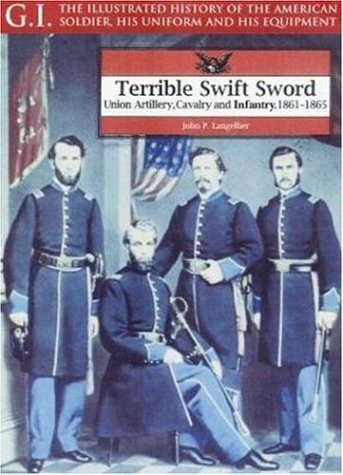 G.I. THE ILLUSTRATED HISTORY OF THE AMERICAN
SOLDIER, HIS UNIFORM AND HIS EQUIPMENT
Terrible Swift Sword
Union Artillery, Cavalry and Infantry, 1861-1865
John P. Langellier